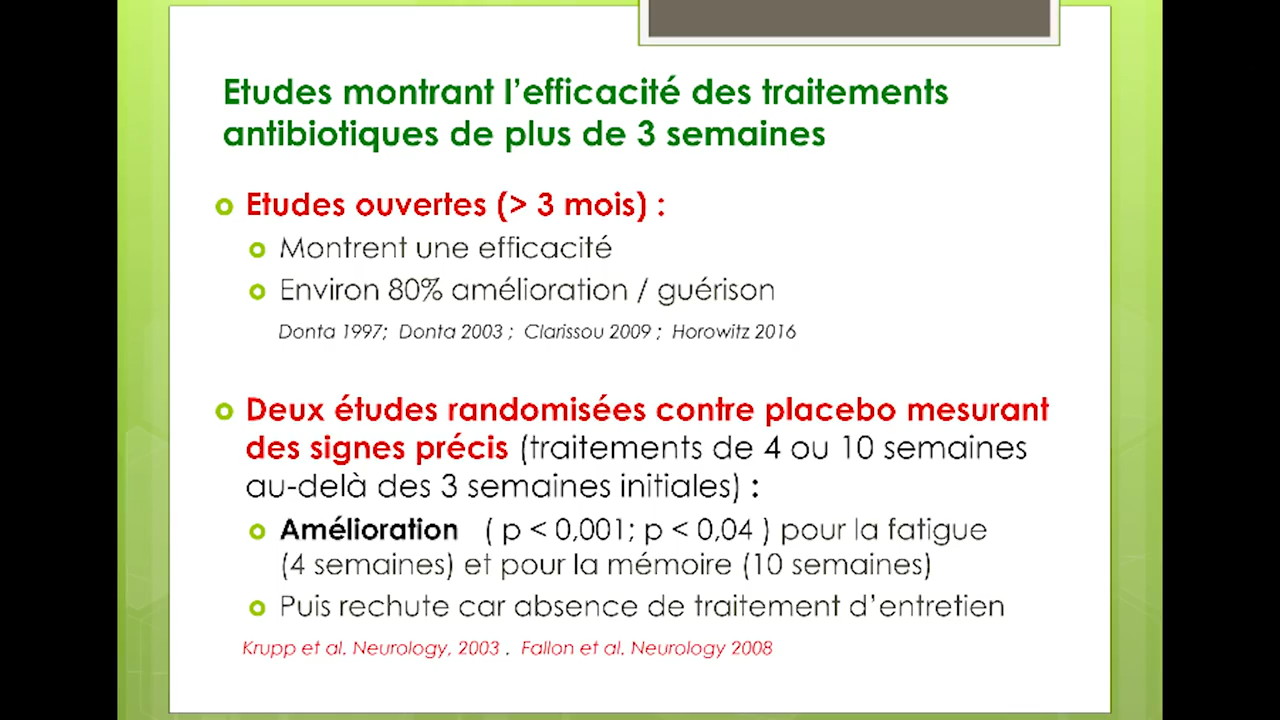 Etudes montrant l'efficacité des traitements
antibiotiques de plus de 3 semaines
Etudes ouvertes (> 3 mois) :
Montrent une efficacité
Environ 80% amélioration / guérison
Donta 1997; Donta 2003 ; Clarissou 2009 ; Horowitz 2016
Deux études randomisées contre placebo mesurant
des signes précis (traitements de 4 ou 10 semaines
au-delà des 3 semaines initiales) :
Amélioration ( p < 0,001; p < 0,04 ) pour la fatigue
(4 semaines) et pour la mémoire (10 semaines)
Puis rechute car absence de traitement d'entretien
Krupp et al. Neurology, 2003 . Fallon et al. Neurology 2008